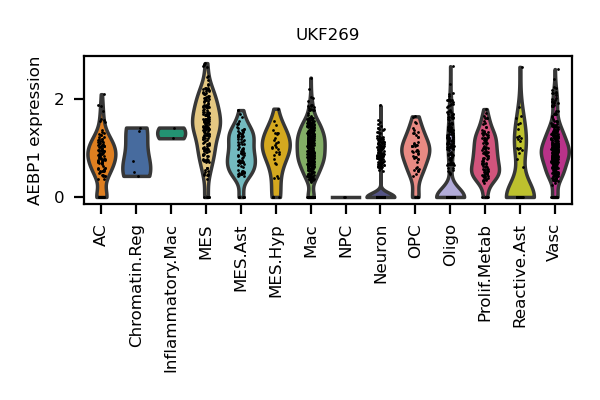 UKF269
AEBP1 expression
2
0
AC
Chromatin.Reg
Inflammatory.Mac
MES
MES.Ast
MES.Hyp
Mac
NPC
Neuron
OPC
Oligo
Prolif.Metab
Reactive.Ast
Vasc